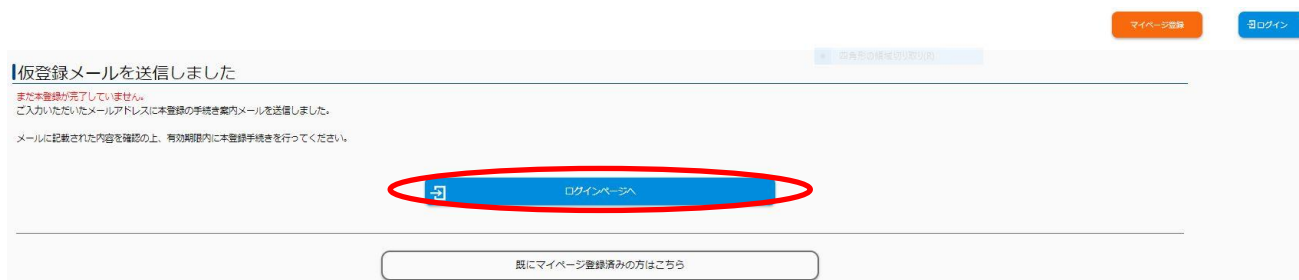 マイページ登録
ログイン
仮登録メールを送信しました
まだ本登録が完了していません。
ご入力いただいたメールアドレスに本登録の手続き案内メールを送信しました。
メールに記載された内容を確認の上、有効期限内に本登録手続きを行ってください。
ログインページへ
既にマイページ登録済みの方はこちら